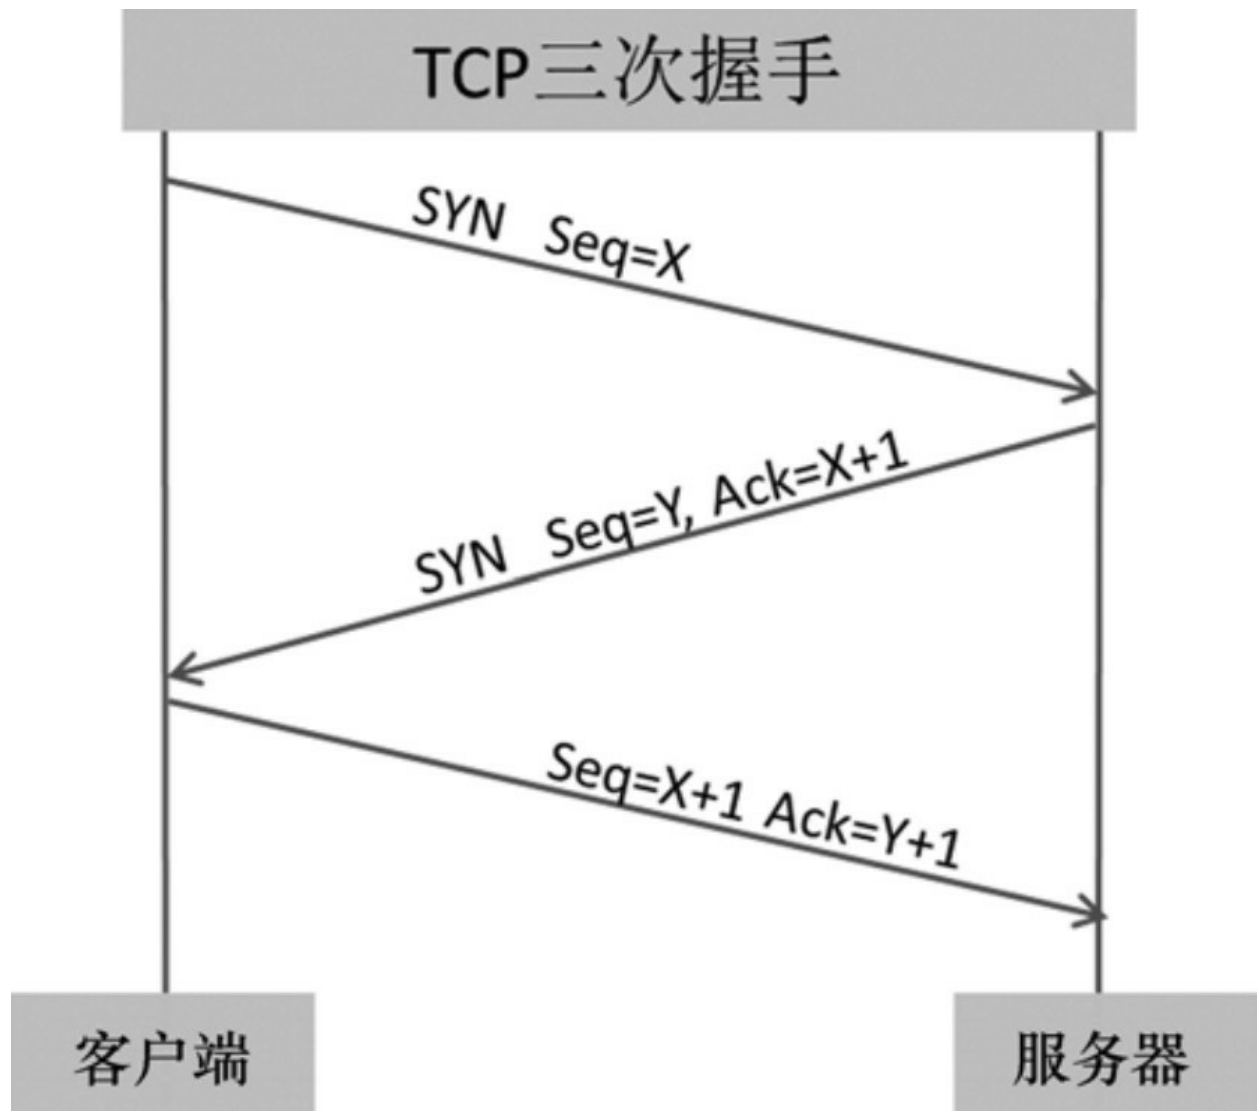 TCP三次握手
SYN Seq=X
SYN Seq=Y, Ack=X+1
Seq=X+1 Ack=Y+1
客户端
服务器